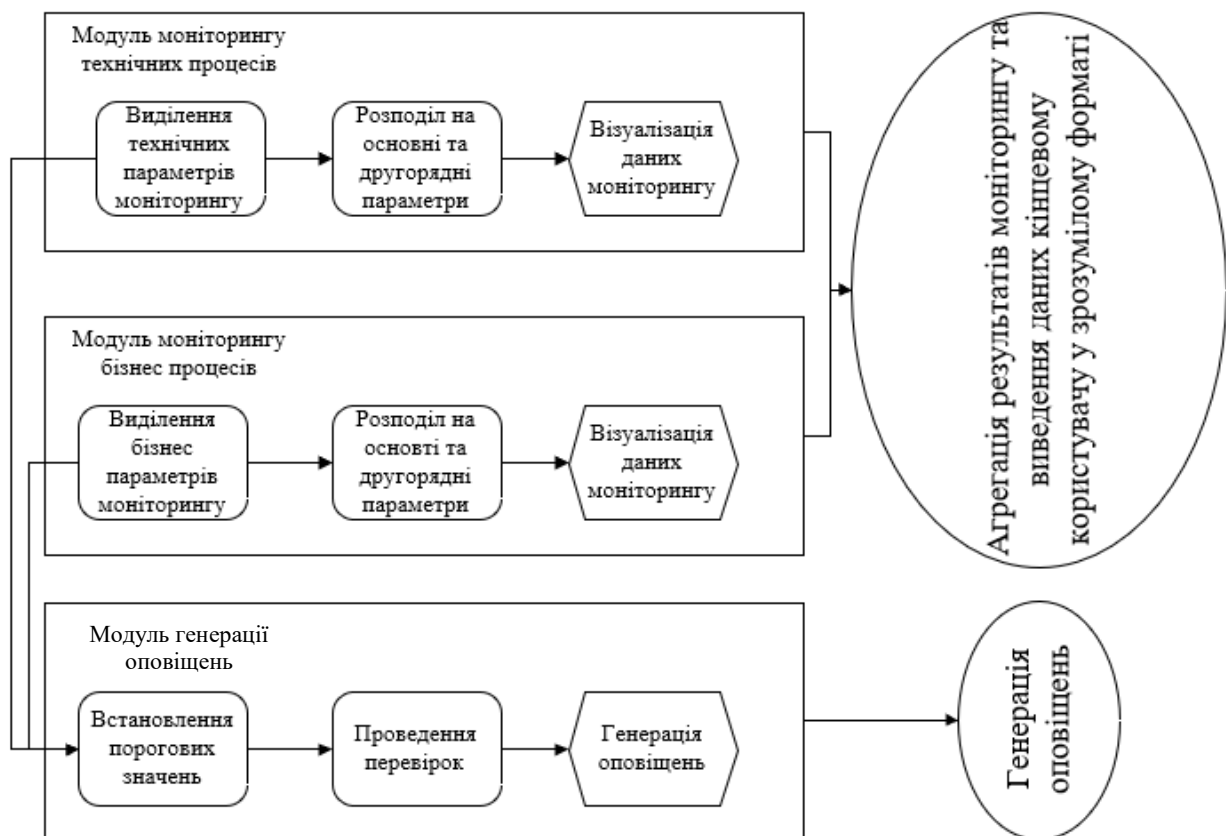 Модуль моніторингу
технічних процесів
Виділення
технічних
параметрів
моніторингу
Розподіл на
основні та
другорядні
параметри
Візуалізація
даних
моніторингу
Модуль моніторингу
бізнес процесів
Виділення
бізнес
параметрів
моніторингу
Розподіл на
основті та
другорядні
параметри
Візуалізація
даних
моніторингу
Модуль генерації
оповіщень
Встановлення
порогових
значень
Проведення
перевірок
Генерація
оповіщень
Агрегація результатів моніторингу та
виведення даних кінцевому
користувачу у зрозумілому форматі
Генерація
оповіщень